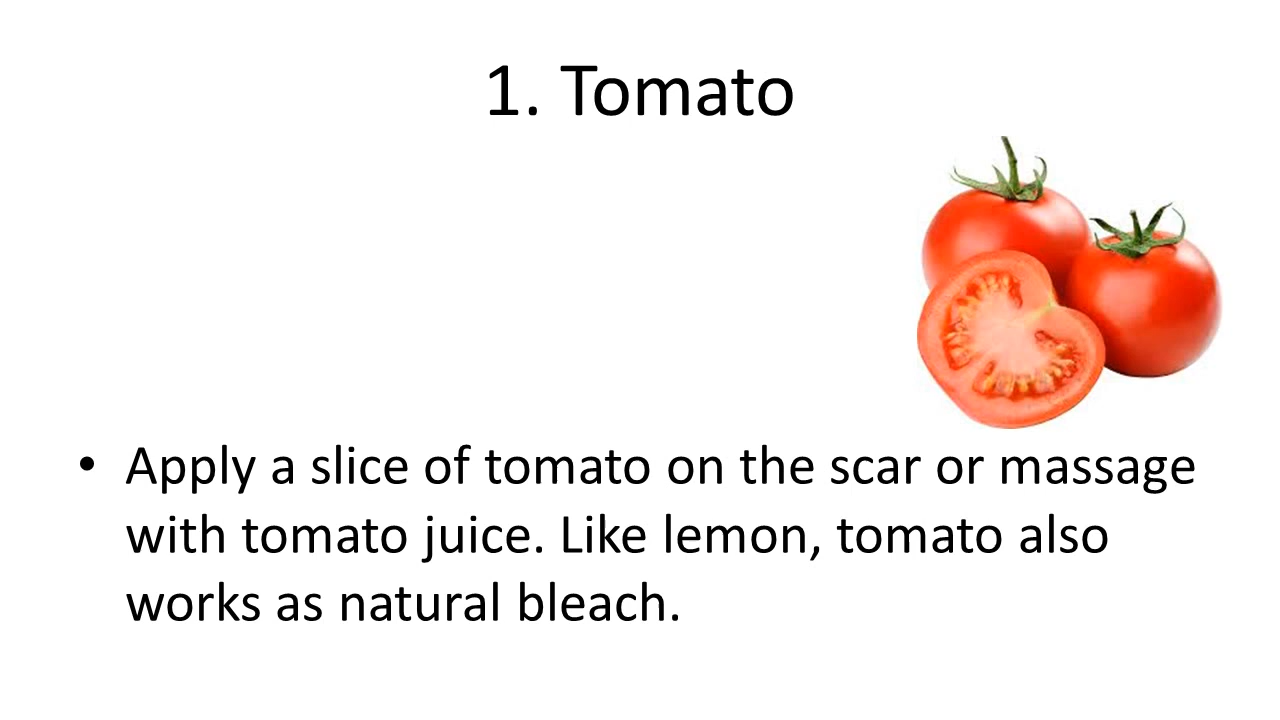 1. Tomato
• Apply a slice of tomato on the scar or massage
with tomato juice. Like lemon, tomato also
works as natural bleach.